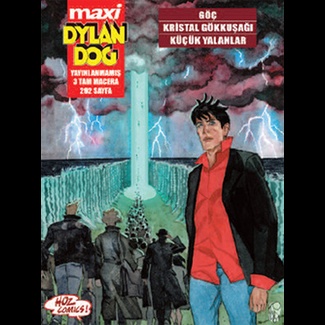 maxi
DYLAN
DOG
YAYINLANMAMIŞ
3 TAM MACERA
292 SAYFA
GÖÇ
KRİSTAL GÖKKUŞAĞI
KÜÇÜK YALANLAR
HOZ
COMICS!